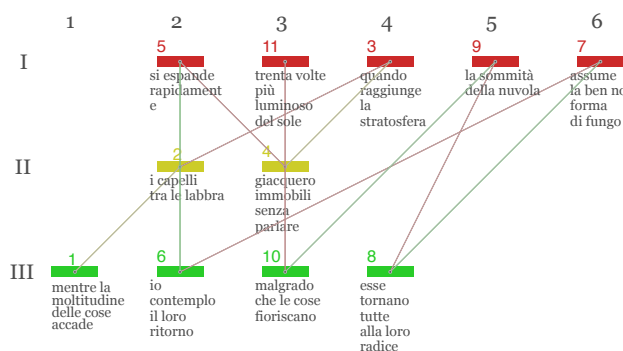 1 2 3 4 5 6
I
5 11 3 9 7
si espande
rapidament
e
trenta volte
più
luminoso
del sole
quando
raggiunge
la
stratosfera
la sommità
della nuvola
assume
la ben no
forma
di fungo
II
2 4
i capelli
tra le labbra
giacquero
immobili
senza
parlare
III
1 6 10 8
mentre la
moltitudine
delle cose
accade
io
contemplo
il loro
ritorno
malgrado
che le cose
fioriscano
esse
tornano
tutte
alla loro
radice